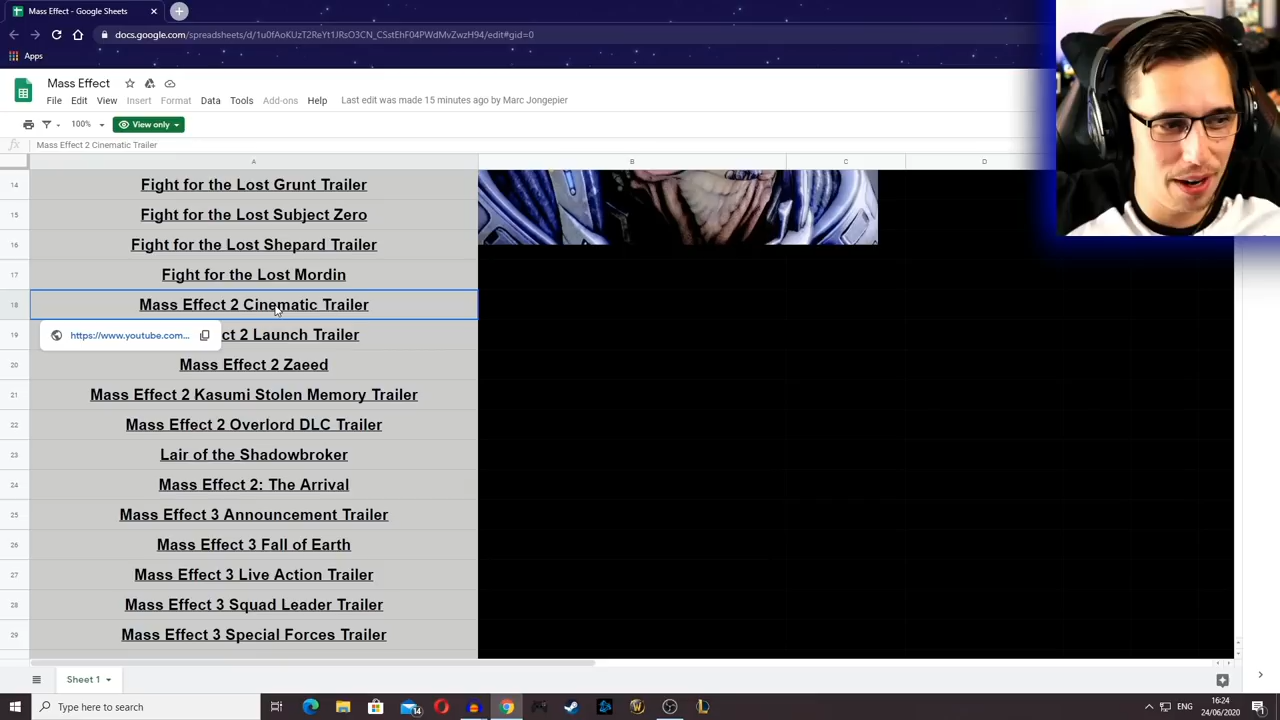 Mass Effect - Google Sheets
docs.google.com/spreadsheets/d/1u0fAoKUzT2ReYt1JRsO3CN_CSstEhF04PWdMvZwzH94/edit#gid=0
Apps
Mass Effect
File Edit View Insert Format Data Tools Add-ons Help Last edit was made 15 minutes ago by Marc Jongepier
100% View only
fx Mass Effect 2 Cinematic Trailer
A B C D
14 Fight for the Lost Grunt Trailer
15 Fight for the Lost Subject Zero
16 Fight for the Lost Shepard Trailer
17 Fight for the Lost Mordin
18 Mass Effect 2 Cinematic Trailer
https://www.youtube.com...
19 ct 2 Launch Trailer
20 Mass Effect 2 Zaeed
21 Mass Effect 2 Kasumi Stolen Memory Trailer
22 Mass Effect 2 Overlord DLC Trailer
23 Lair of the Shadowbroker
24 Mass Effect 2: The Arrival
25 Mass Effect 3 Announcement Trailer
26 Mass Effect 3 Fall of Earth
27 Mass Effect 3 Live Action Trailer
28 Mass Effect 3 Squad Leader Trailer
29 Mass Effect 3 Special Forces Trailer
Sheet 1
Type here to search
14
ENG
16:24
24/06/2020
1